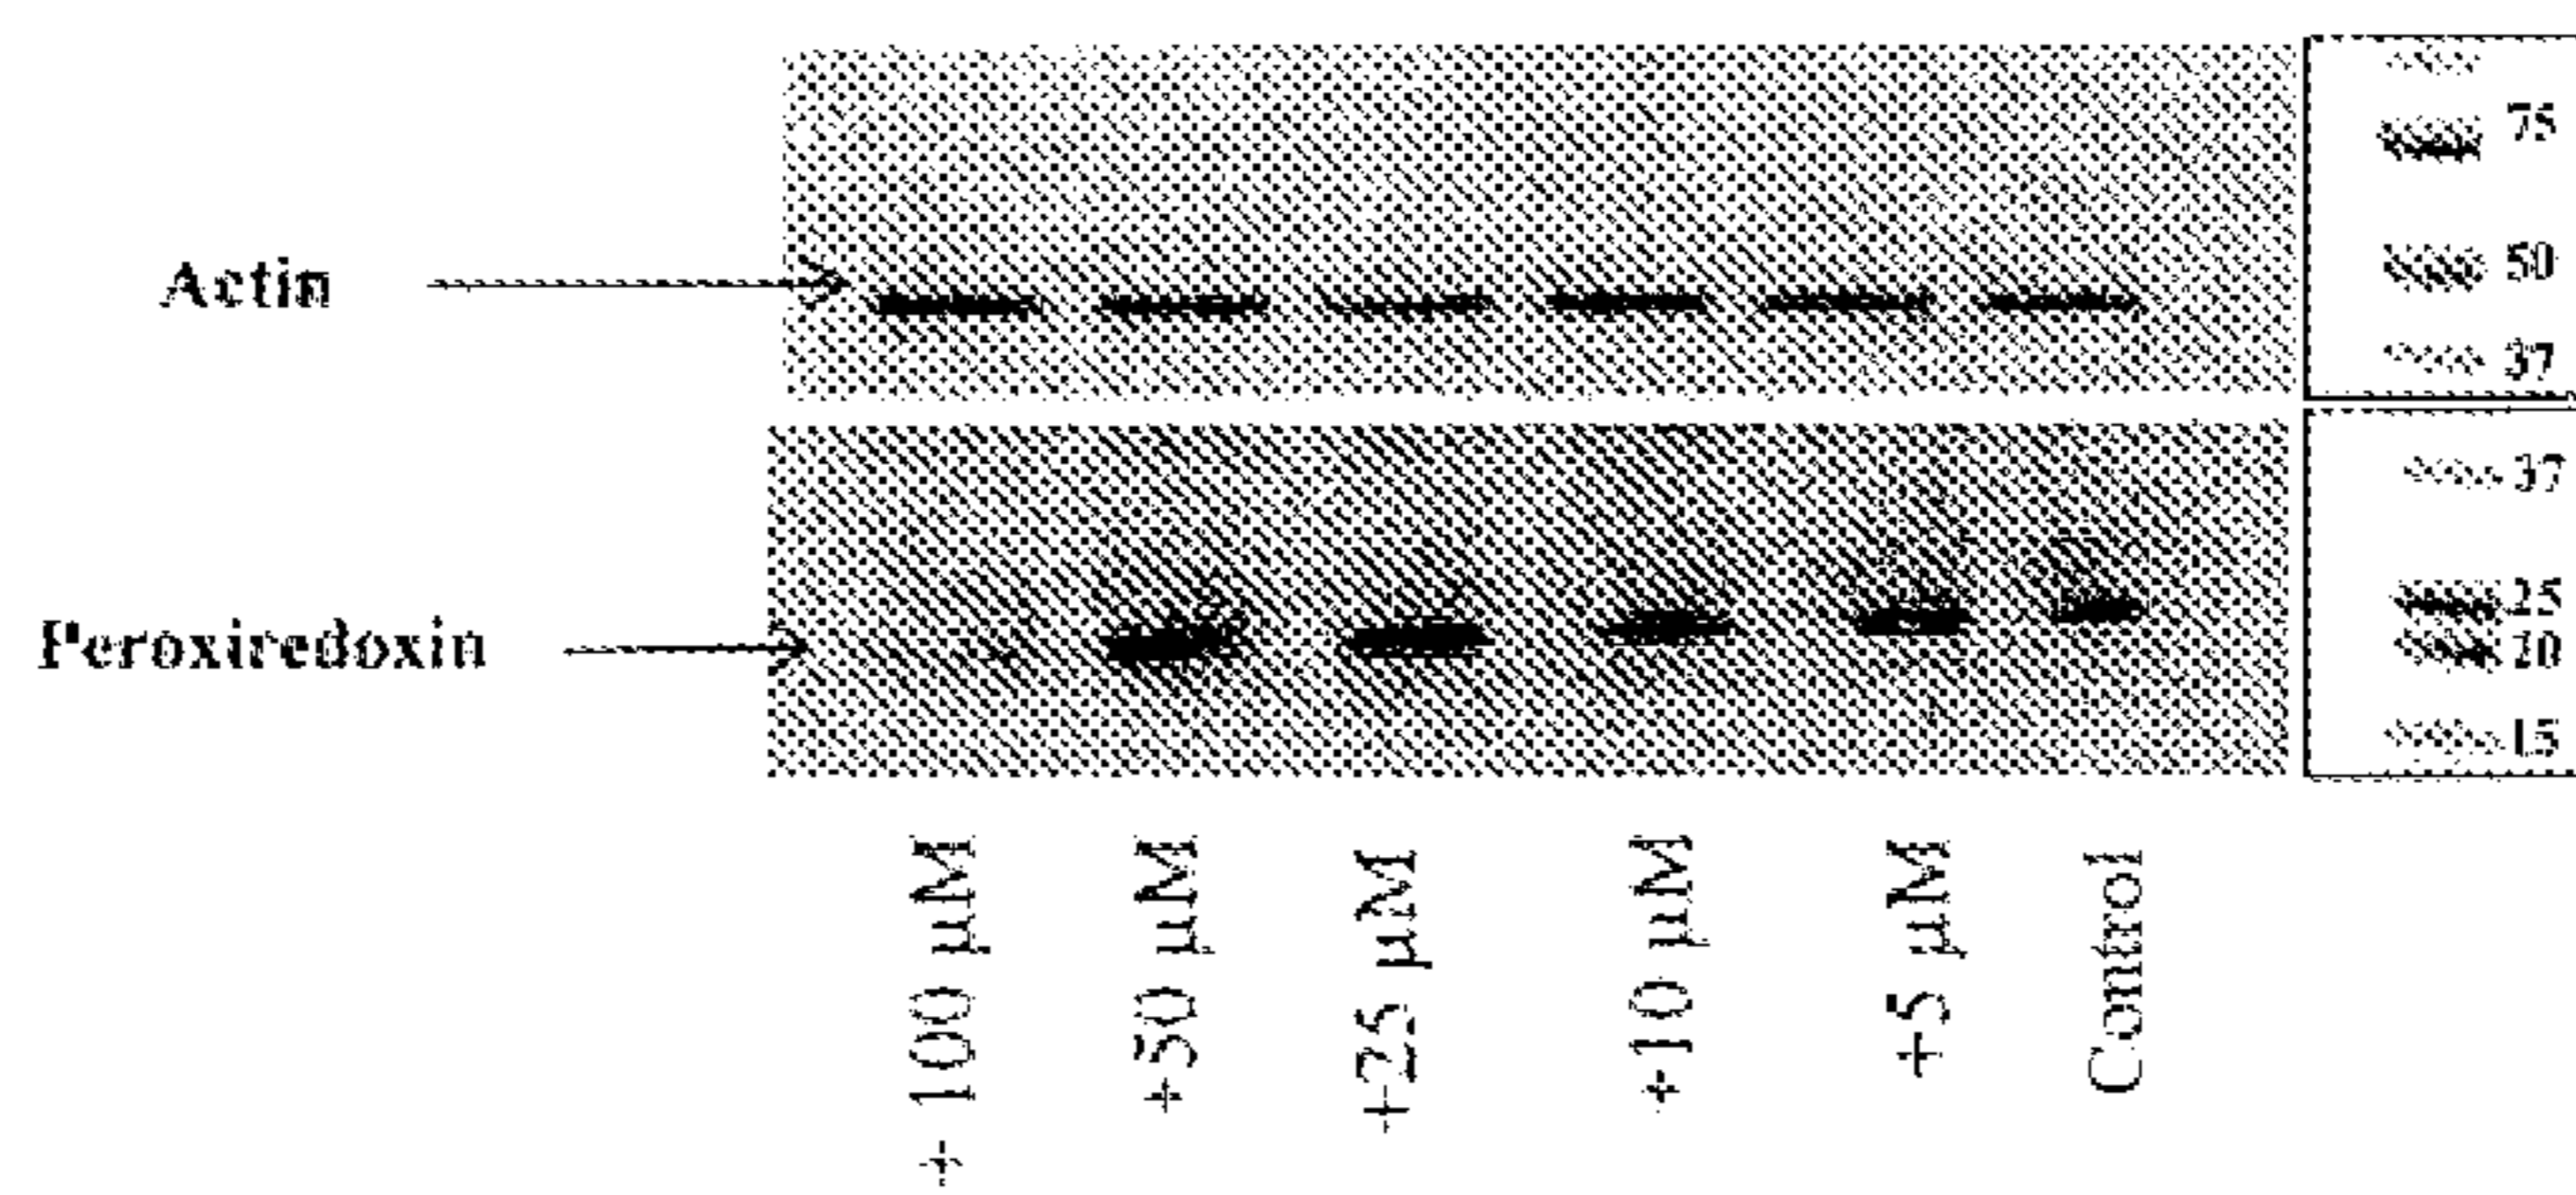 75
Actin
50
37
37
25
Peroxiredoxin
20
15
+ 100 µM
+50 µM
+25 µM
+10 µM
+5 µM
Control